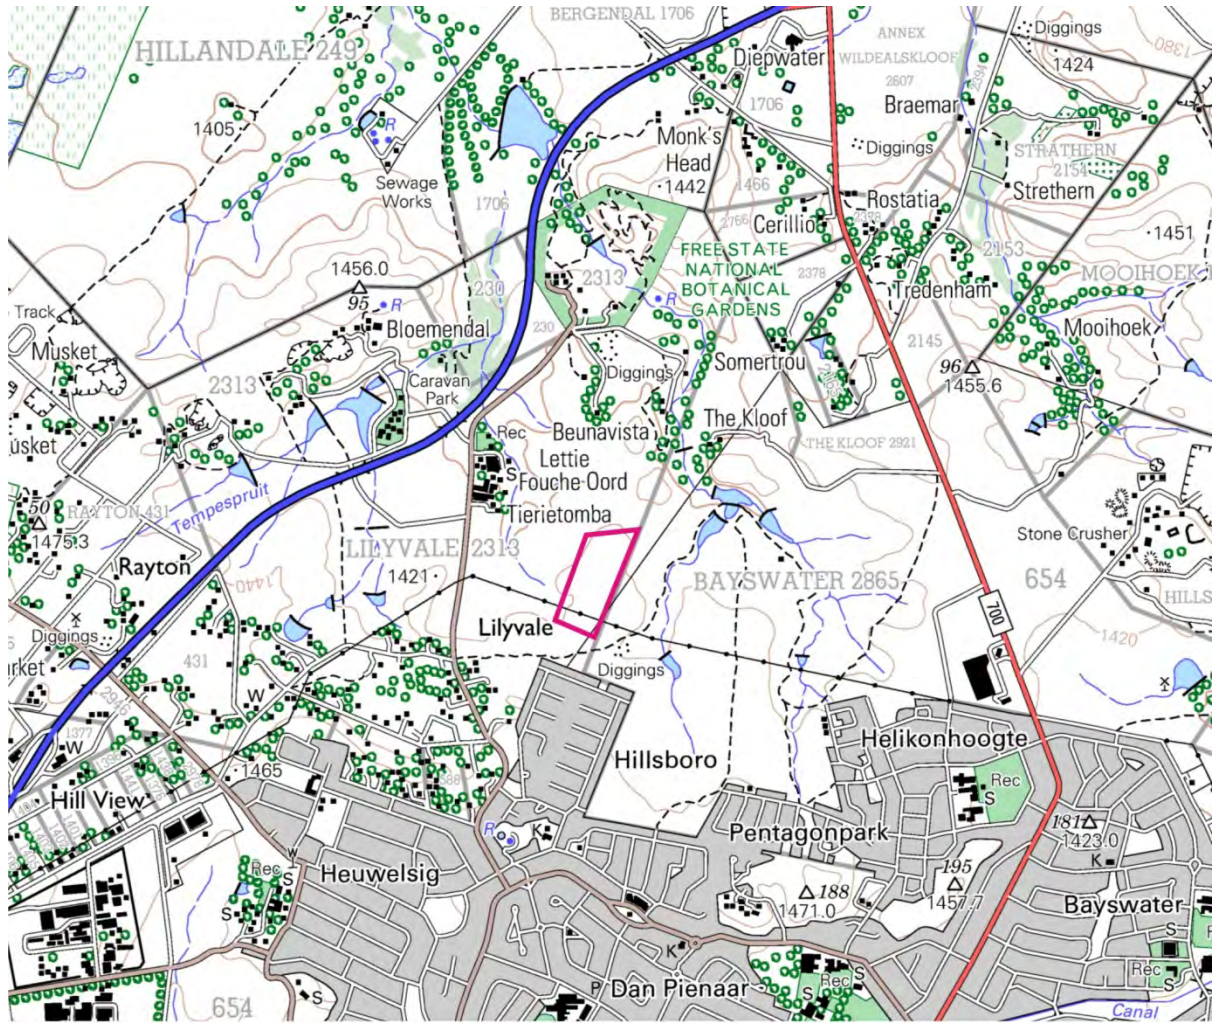 BERGENDAL 1706
ANNEX
WILDEALSKLOOF
2607
Diggings
1424
1380
HILLANDALE 249
Diepwater
1706
Braemar
2394
1405
R
Sewage
Works
Monk's
Head
1442
Diggings
STRATHERN
2154
Strethern
1466
2766
Cerillio
Rostatia
2378
1706
1451
2153
FREE STATE
NATIONAL
BOTANICAL
GARDENS
2313
R
2378
MOOIHOEK
1456.0
95
R
230
230
Tredenham
Track
Musket
Bloemendal
2313
Caravan
Park
Diggings
Somertrou
2145
Mooihoek
96
1455.6
2465
The Kloof
THE KLOOF 2921
Rec
S
Beunavista
Lettie
Fouche-Oord
Tierietomba
Tempespruit
RAYTON 431
50
1475.3
Rayton
LILYVALE 2313
1421
1440
Stone Crusher
654
BAYSWATER 2865
HILLS
700
1420
Lilyvale
Diggings
Diggings
431
2946
W
1377
W
Hillsboro
Helikonhoogte
1465
Hill View
Rec
S
R
K
Pentagonpark
181
1423.0
K
Heuwelsig
W
Rec
S
S
S
188
1471.0
195
1457.7
Bayswater
K
S
Rec
S
P
Dan Pienaar
S
Rec
S
654
S
Canal